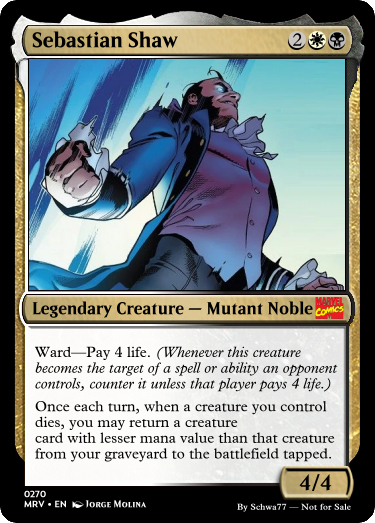 Sebastian Shaw 2
Legendary Creature — Mutant Noble MARVEL COMICS
Ward—Pay 4 life. (Whenever this creature
becomes the target of a spell or ability an opponent
controls, counter it unless that player pays 4 life.)
Once each turn, when a creature you control
dies, you may return a creature
card with lesser mana value than that creature
from your graveyard to the battlefield tapped.
4/4
0270
MRV • EN Jorge Molina
By Schwa77 — Not for Sale